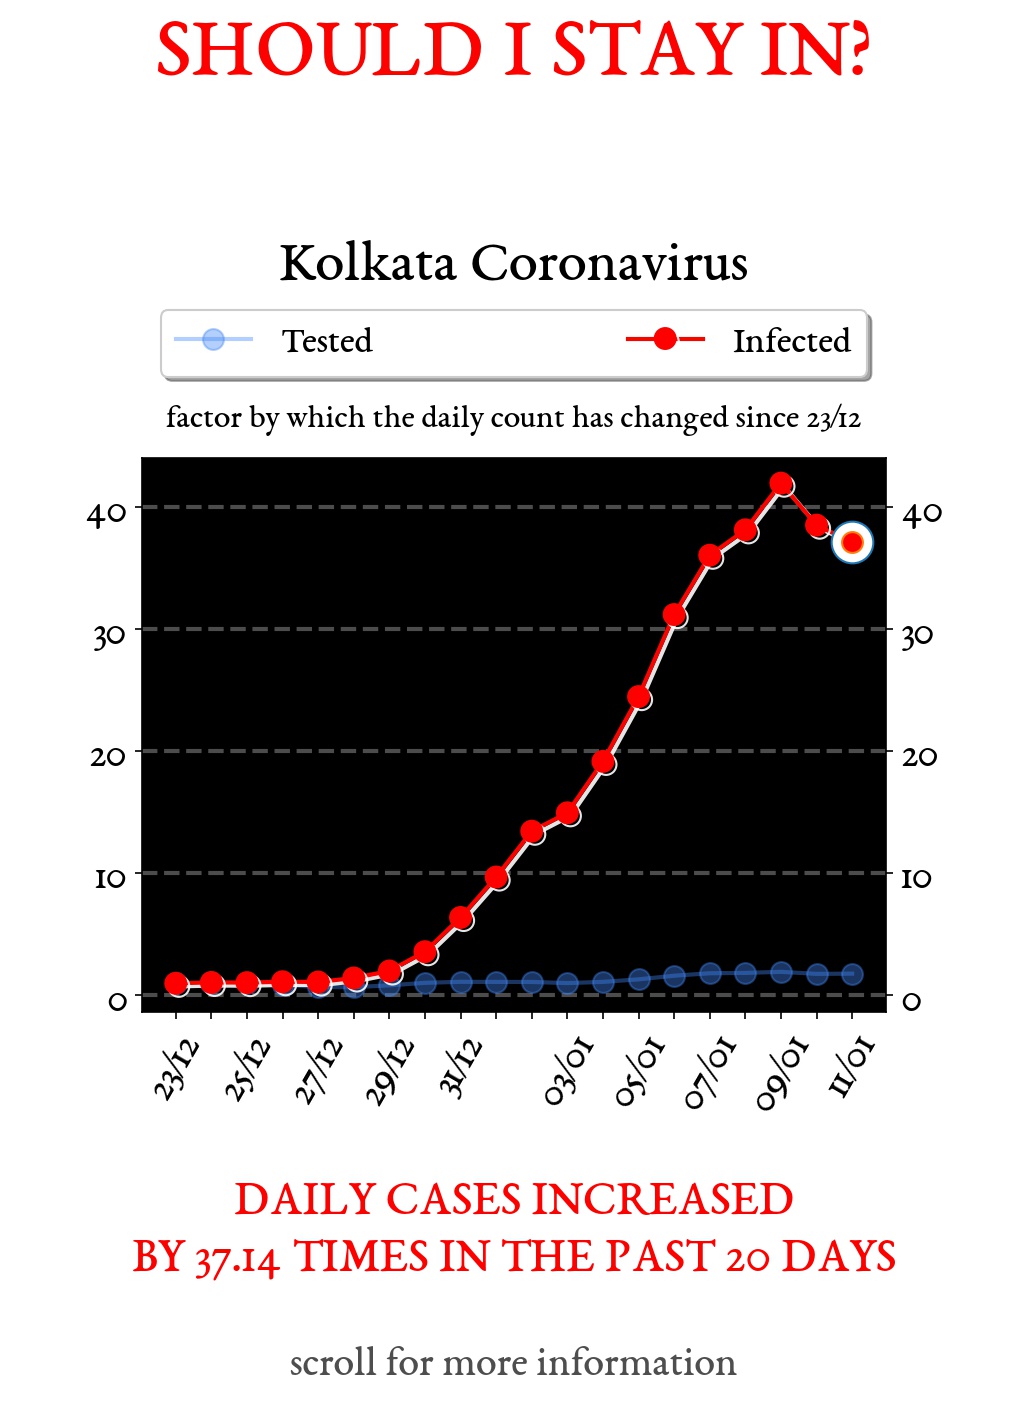 SHOULD I STAY IN?
Kolkata Coronavirus
Tested Infected
factor by which the daily count has changed since 23/12
40 40
30 30
20 20
10 10
0 0
23/12 25/12 27/12 29/12 31/12 03/01 05/01 07/01 09/01 11/01
DAILY CASES INCREASED
BY 37.14 TIMES IN THE PAST 20 DAYS
scroll for more information